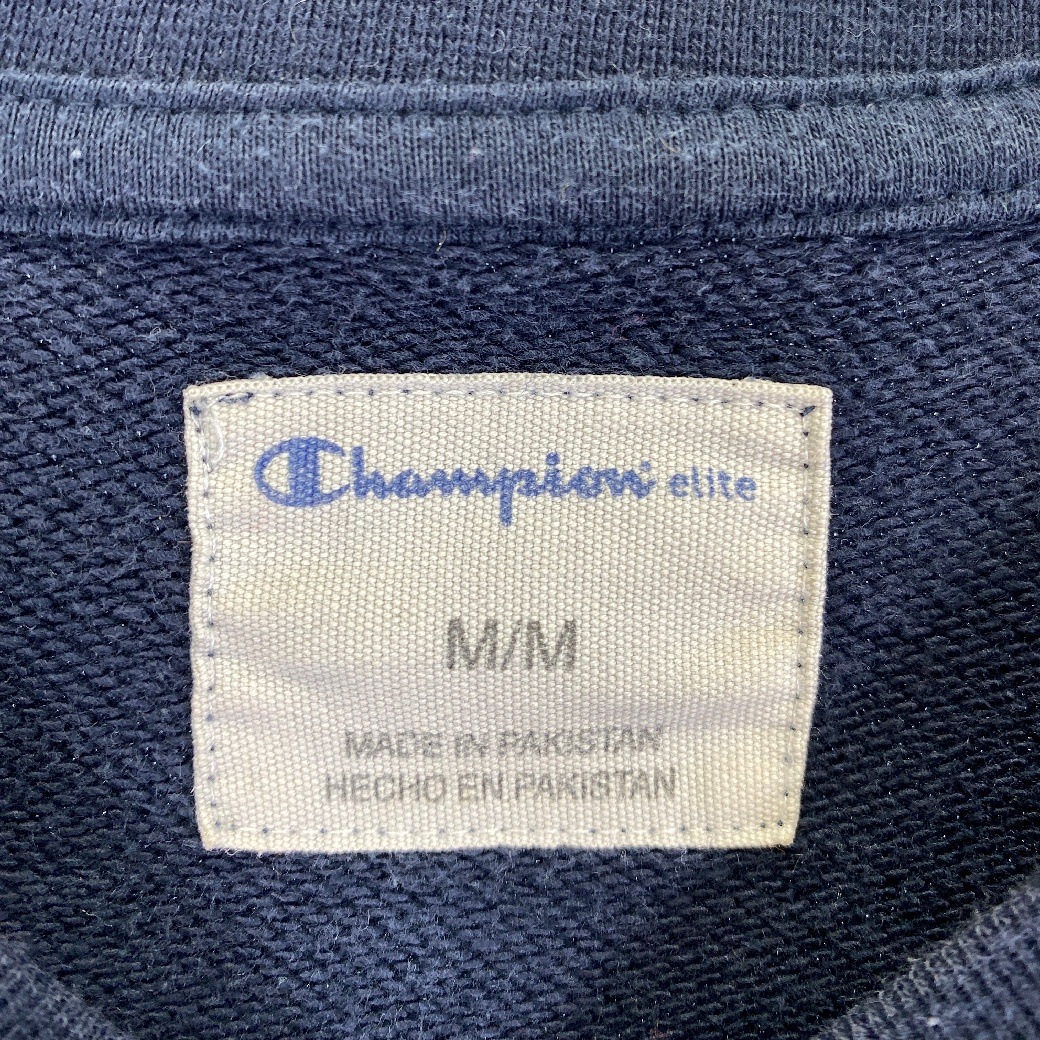 Champion elite
M/M
MADE IN PAKISTAN
HECHO EN PAKISTAN